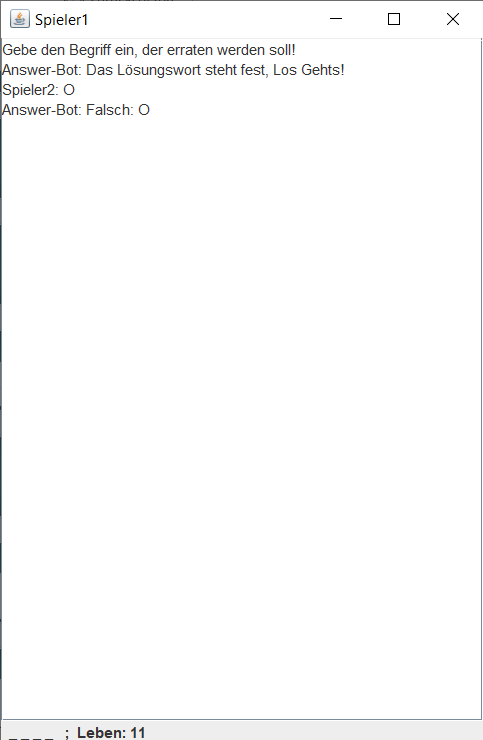 Spieler1
Gebe den Begriff ein, der erraten werden soll!
Answer-Bot: Das Lösungswort steht fest, Los Gehts!
Spieler2: O
Answer-Bot: Falsch: O
_ _ _ _ ; Leben: 11